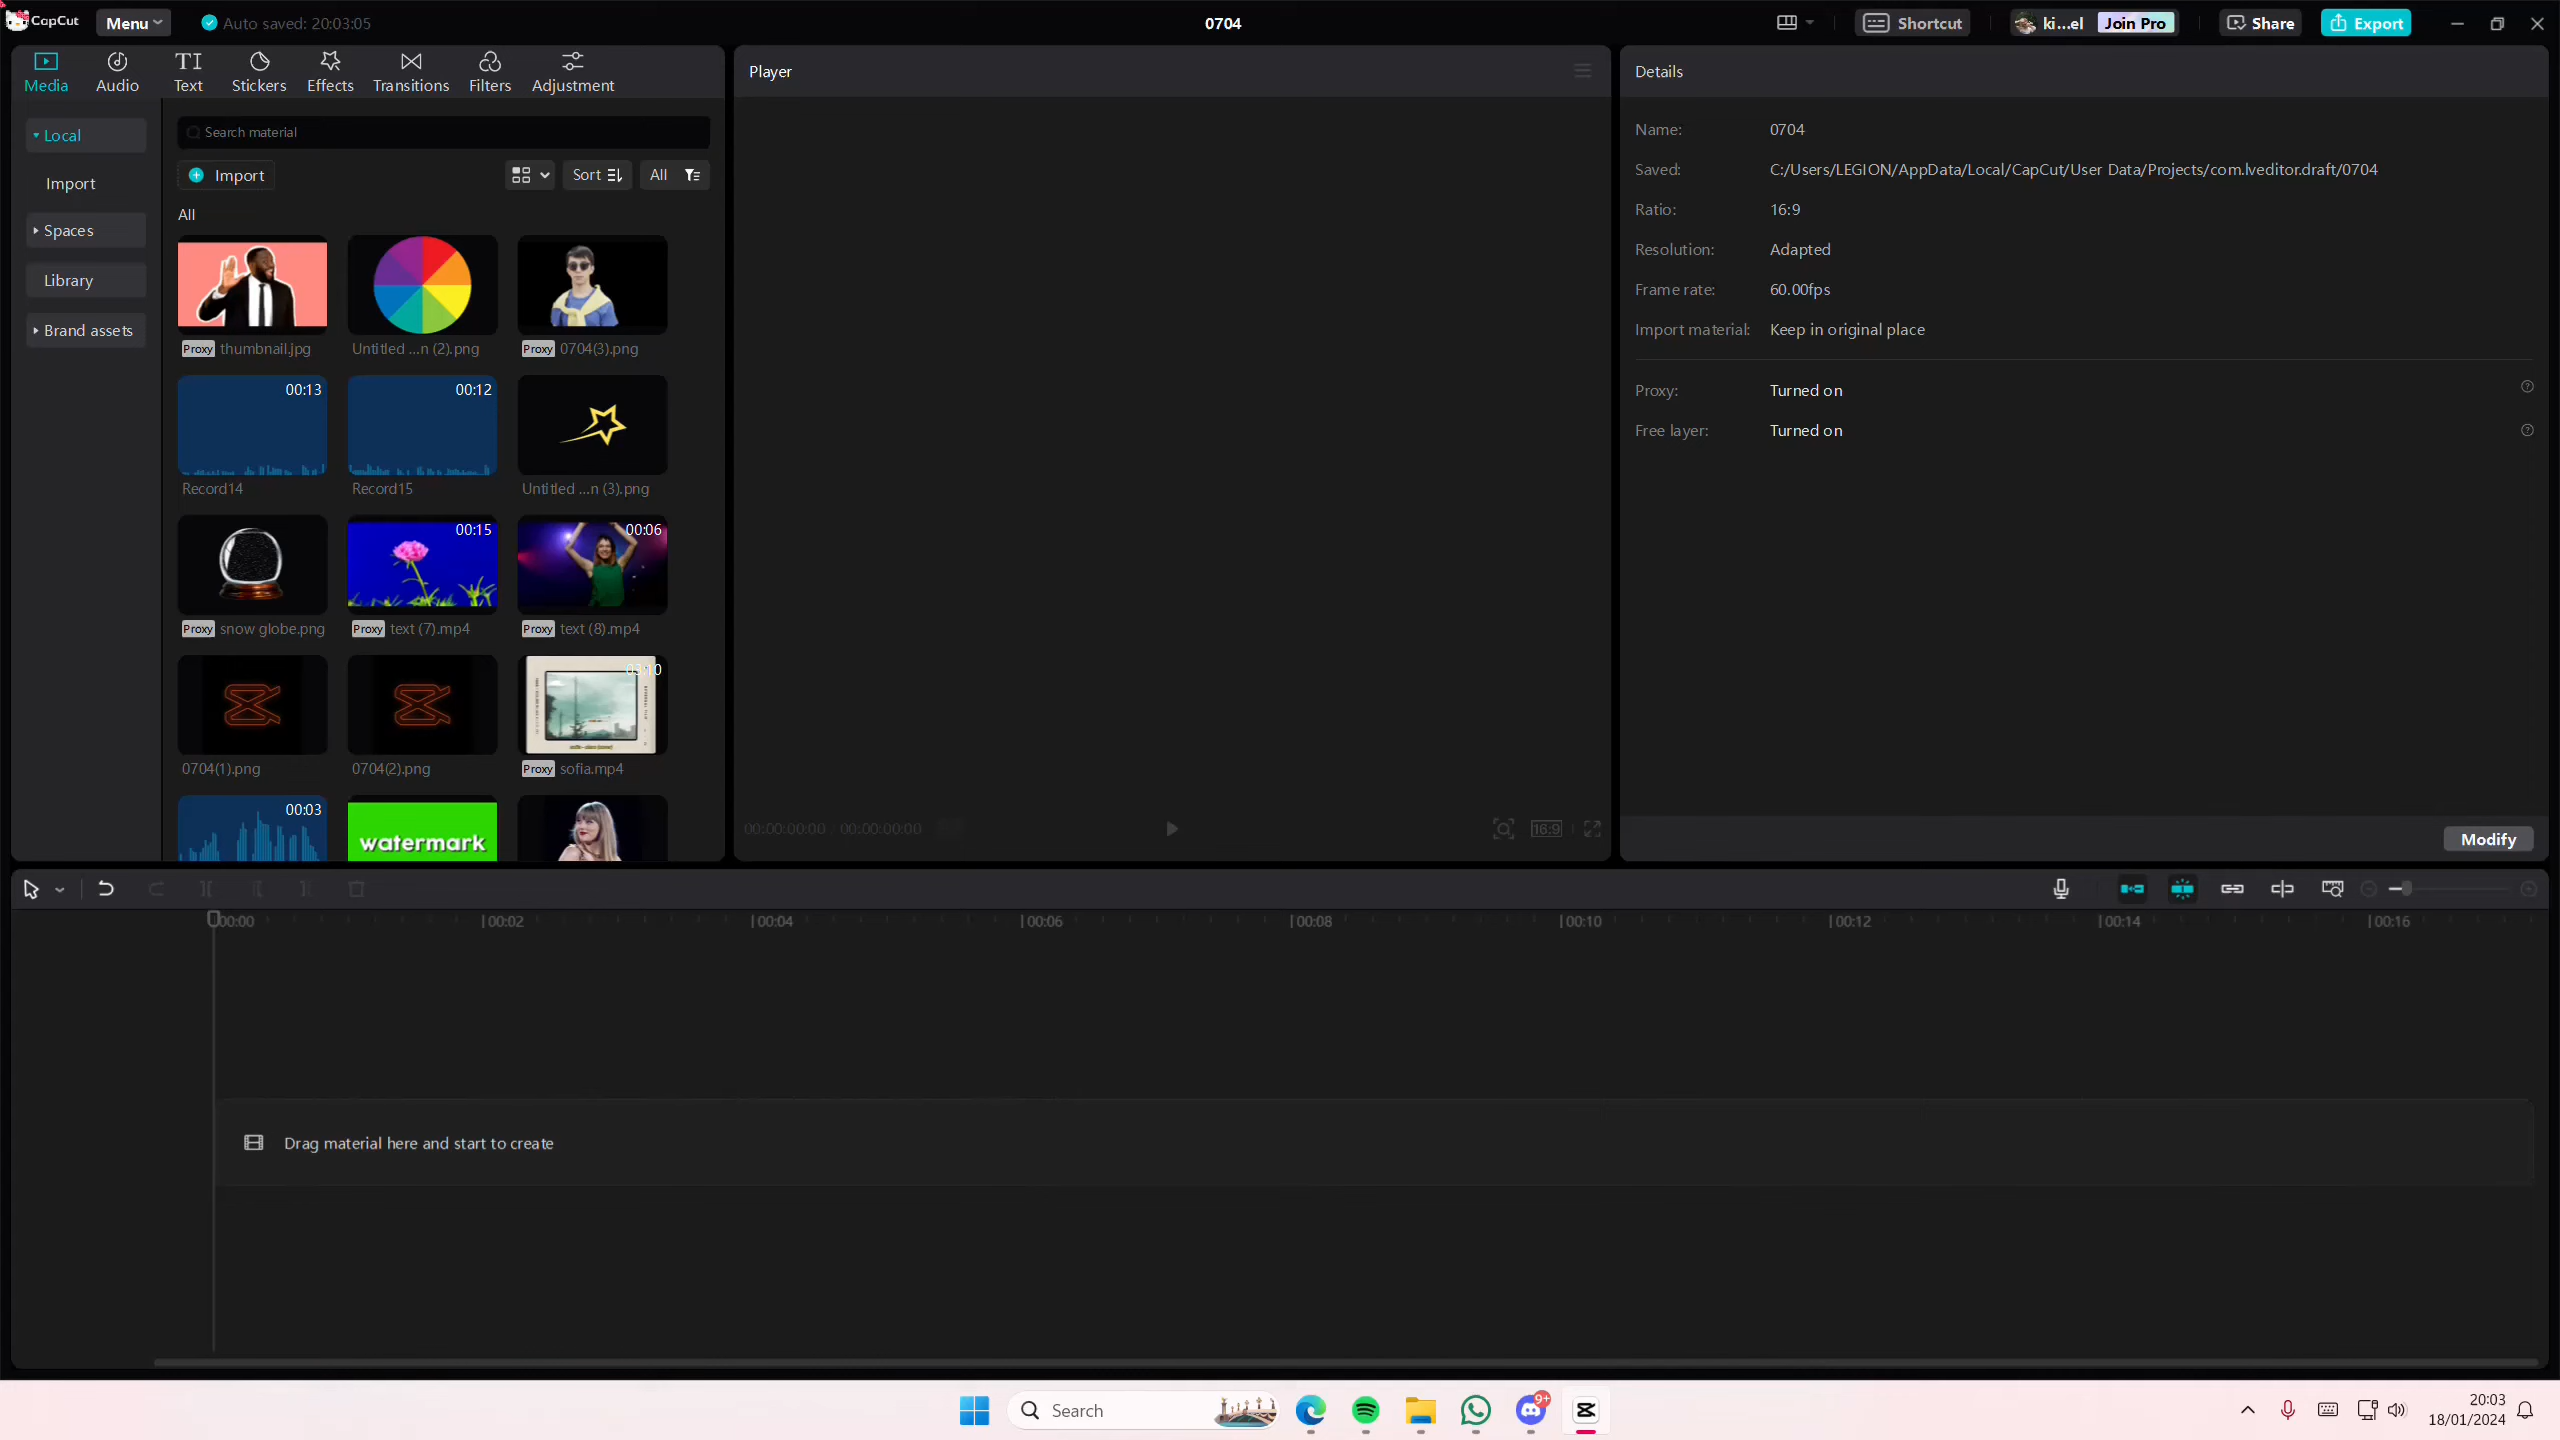 CapCut
Menu
Auto saved: 20:03:05
0704
Shortcut
ki...el
Join Pro
Share
Export
Media
Audio
Text
Stickers
Effects
Transitions
Filters
Adjustment
Local
Import
Spaces
Library
Brand assets
Search material
Import
Sort
All
All
Proxy thumbnail.jpg
Untitled ...n (2).png
Proxy 0704(3).png
00:13
Record14
00:12
Record15
Untitled ...n (3).png
Proxy snow globe.png
00:15
Proxy text (7).mp4
00:06
Proxy text (8).mp4
0704(1).png
0704(2).png
03:10
Proxy sofia.mp4
00:03
watermark
Player
00:00:00:00
00:00:00:00
16:9
Details
Name: 0704
Saved: C:/Users/LEGION/AppData/Local/CapCut/User Data/Projects/com.lveditor.draft/0704
Ratio: 16:9
Resolution: Adapted
Frame rate: 60.00fps
Import material: Keep in original place
Proxy: Turned on
Free layer: Turned on
Modify
00:00
00:02
00:04
00:06
00:08
00:10
00:12
00:14
00:16
Drag material here and start to create
Search
9+
20:03
18/01/2024